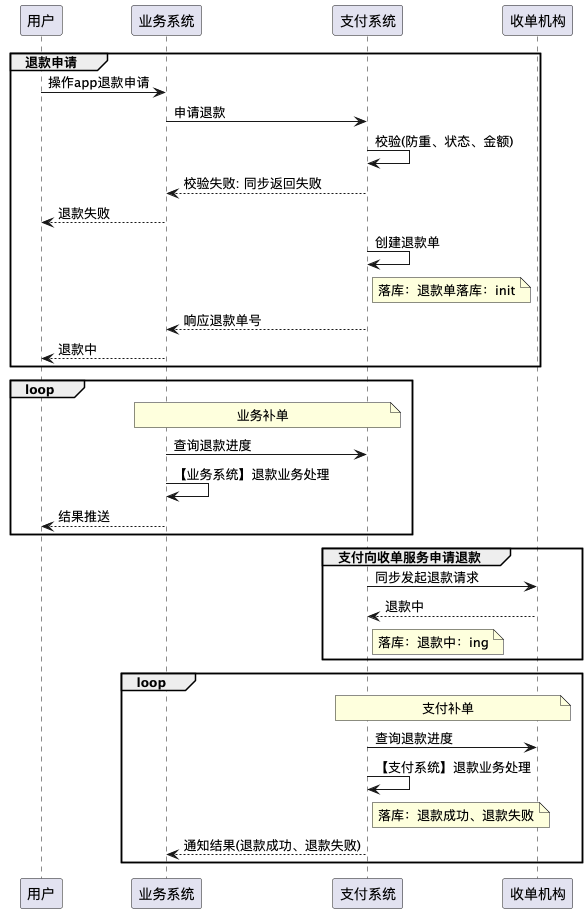 用户
业务系统
支付系统
收单机构
退款申请
操作app退款申请
申请退款
校验(防重、状态、金额)
校验失败: 同步返回失败
退款失败
创建退款单
落库：退款单落库：init
响应退款单号
退款中
loop
业务补单
查询退款进度
【业务系统】退款业务处理
结果推送
支付向收单服务申请退款
同步发起退款请求
退款中
落库：退款中：ing
loop
支付补单
查询退款进度
【支付系统】退款业务处理
落库：退款成功、退款失败
通知结果(退款成功、退款失败)
用户
业务系统
支付系统
收单机构